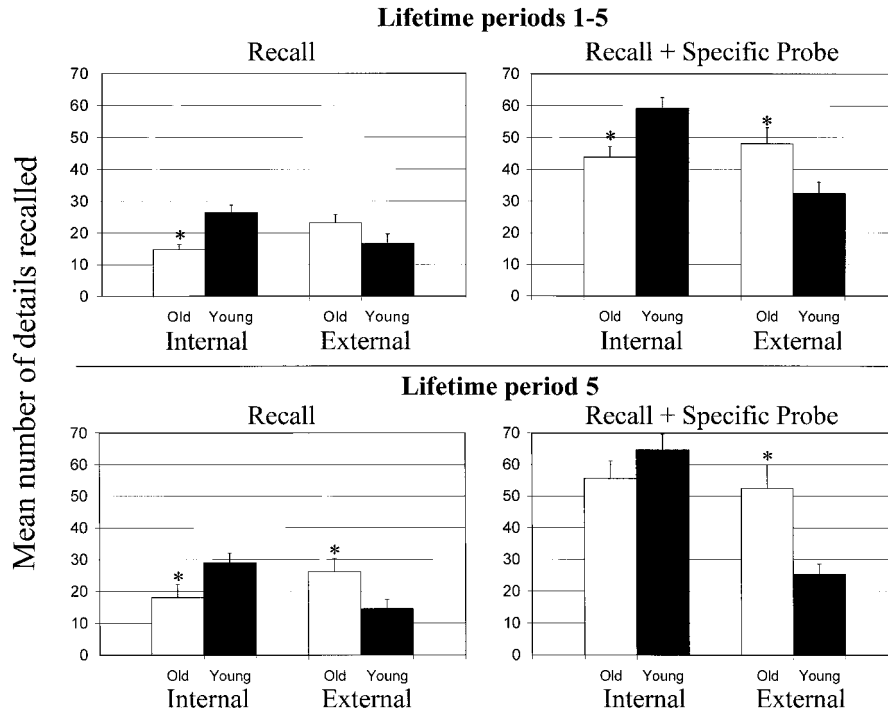 Lifetime periods 1-5
Recall
Recall + Specific Probe
Mean number of details recalled
70
60
50
40
30
20
10
0
*
Old Young Old Young
Internal External
70
60
50
40
30
20
10
0
* *
Old Young Old Young
Internal External
Lifetime period 5
Recall
Recall + Specific Probe
70
60
50
40
30
20
10
0
* *
Old Young Old Young
Internal External
70
60
50
40
30
20
10
0
*
Old Young Old Young
Internal External